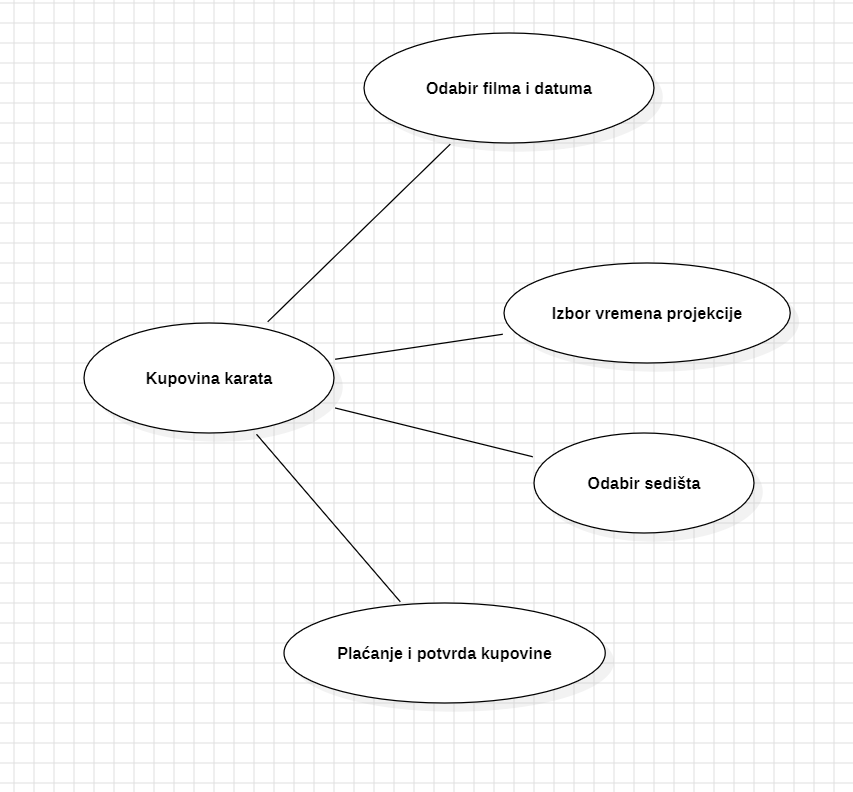 Odabir filma i datuma
Izbor vremena projekcije
Kupovina karata
Odabir sedišta
Plaćanje i potvrda kupovine